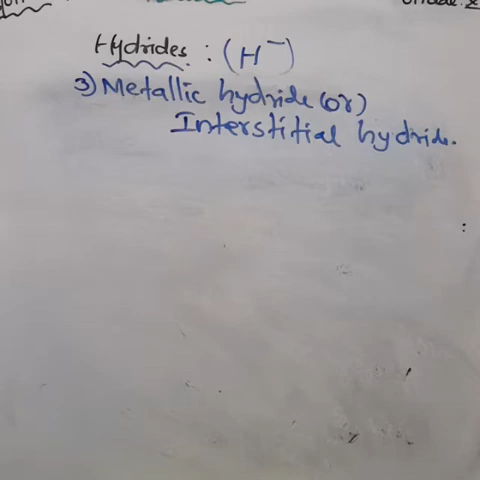 Hydrides : (H⁻)
3) Metallic hydride (or)
Interstitial hydride.